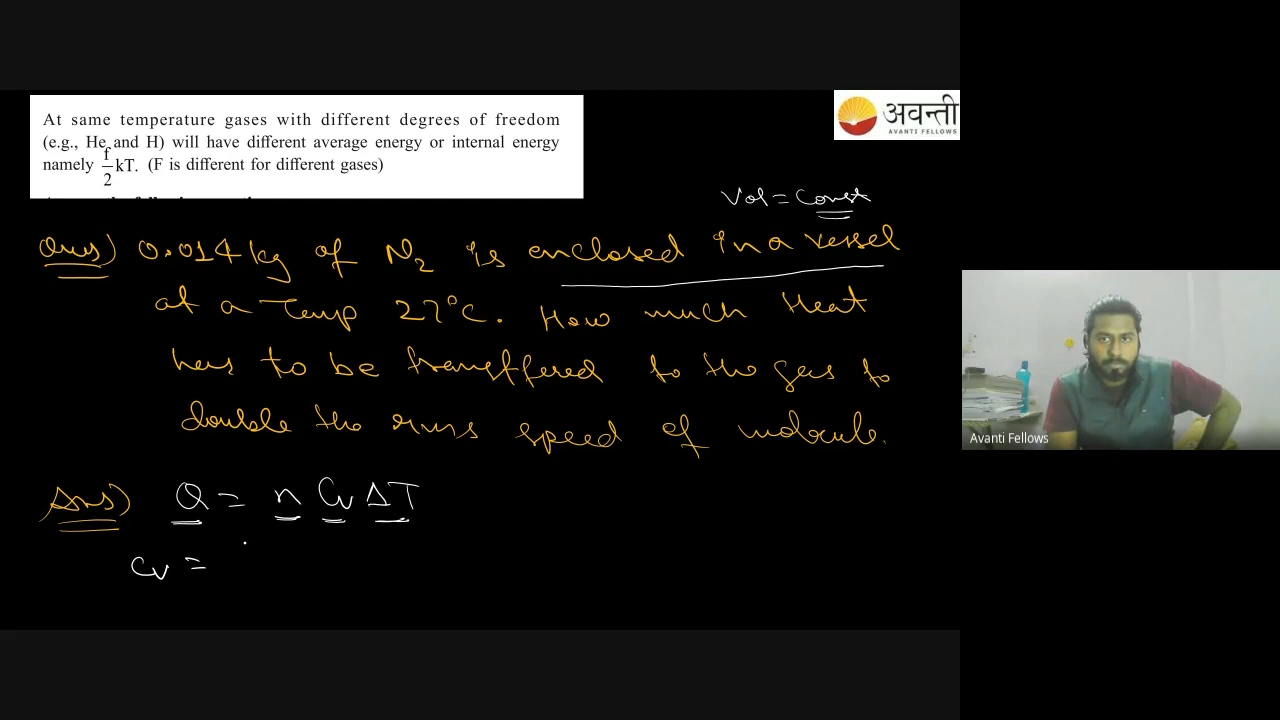 At same temperature gases with different degrees of freedom
(e.g., He and H) will have different average energy or internal energy
namely f/2 kT. (F is different for different gases)
अवन्ती
AVANTI FELLOWS
Vol = Const
Ques) 0.014 kg of N2 is enclosed in a vessel
at a Temp 27°C. How much Heat
has to be transffered to the gas to
double the rms speed of molecule.
Ans) Q = n Cv ΔT
Cv =
Avanti Fellows